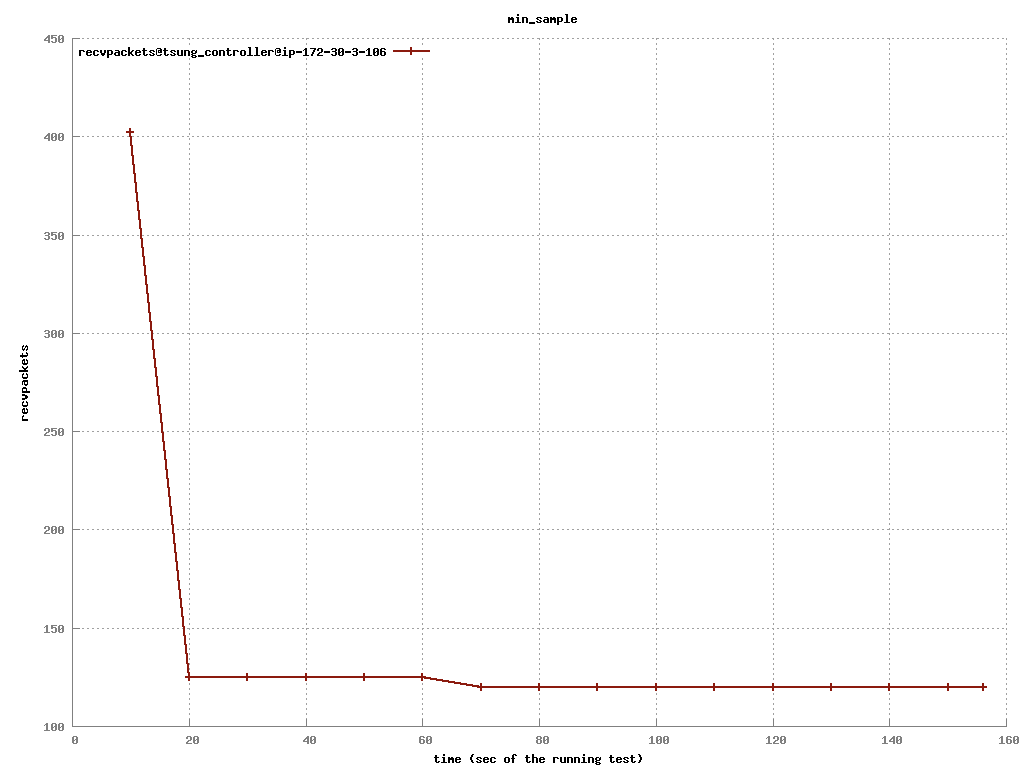 min_sample
450
recvpackets@tsung_controller@ip-172-30-3-106
400
350
300
recvpackets
250
200
150
100
0 20 40 60 80 100 120 140 160
time (sec of the running test)